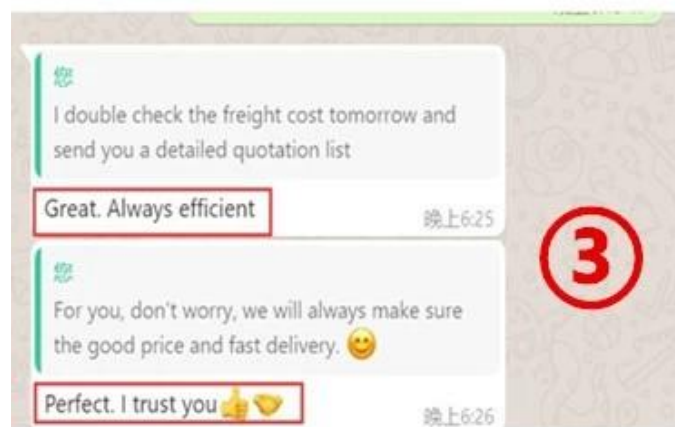 您
I double check the freight cost tomorrow and
send you a detailed quotation list
Great. Always efficient
晚上6:25
您
For you, don't worry, we will always make sure
the good price and fast delivery. 😊
Perfect. I trust you👍🤝
晚上6:26
③